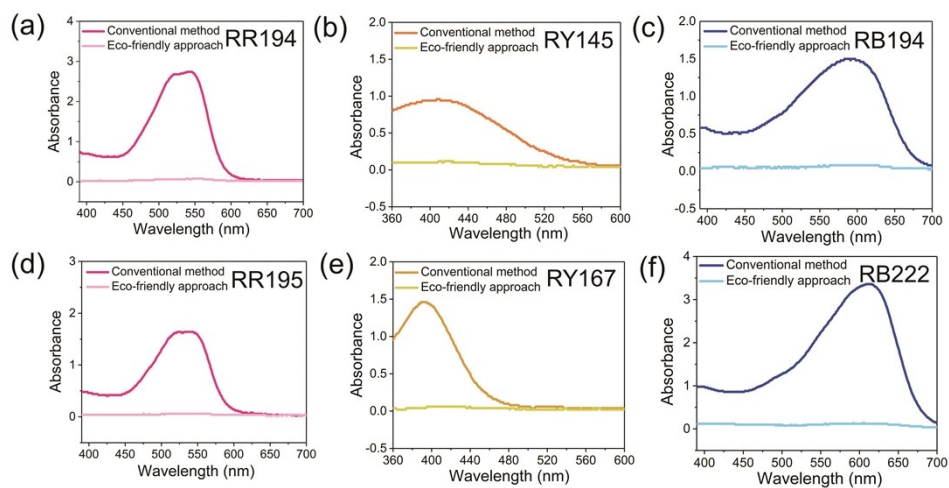 (a)
Conventional method
Eco-friendly approach
RR194
Absorbance
4
3
2
1
0
400 450 500 550 600 650 700
Wavelength (nm)
(b)
Conventional method
Eco-friendly approach
RY145
Absorbance
2.0
1.5
1.0
0.5
0.0
-0.5
360 400 440 480 520 560 600
Wavelength (nm)
(c)
Conventional method
Eco-friendly approach
RB194
Absorbance
2.0
1.5
1.0
0.5
0.0
-0.5
400 450 500 550 600 650 700
Wavelength (nm)
(d)
Conventional method
Eco-friendly approach
RR195
Absorbance
3
2
1
0
400 450 500 550 600 650 700
Wavelength (nm)
(e)
Conventional method
Eco-friendly approach
RY167
Absorbance
2.0
1.5
1.0
0.5
0.0
-0.5
360 400 440 480 520 560 600
Wavelength (nm)
(f)
Conventional method
Eco-friendly approach
RB222
Absorbance
4
3
2
1
0
400 450 500 550 600 650 700
Wavelength (nm)